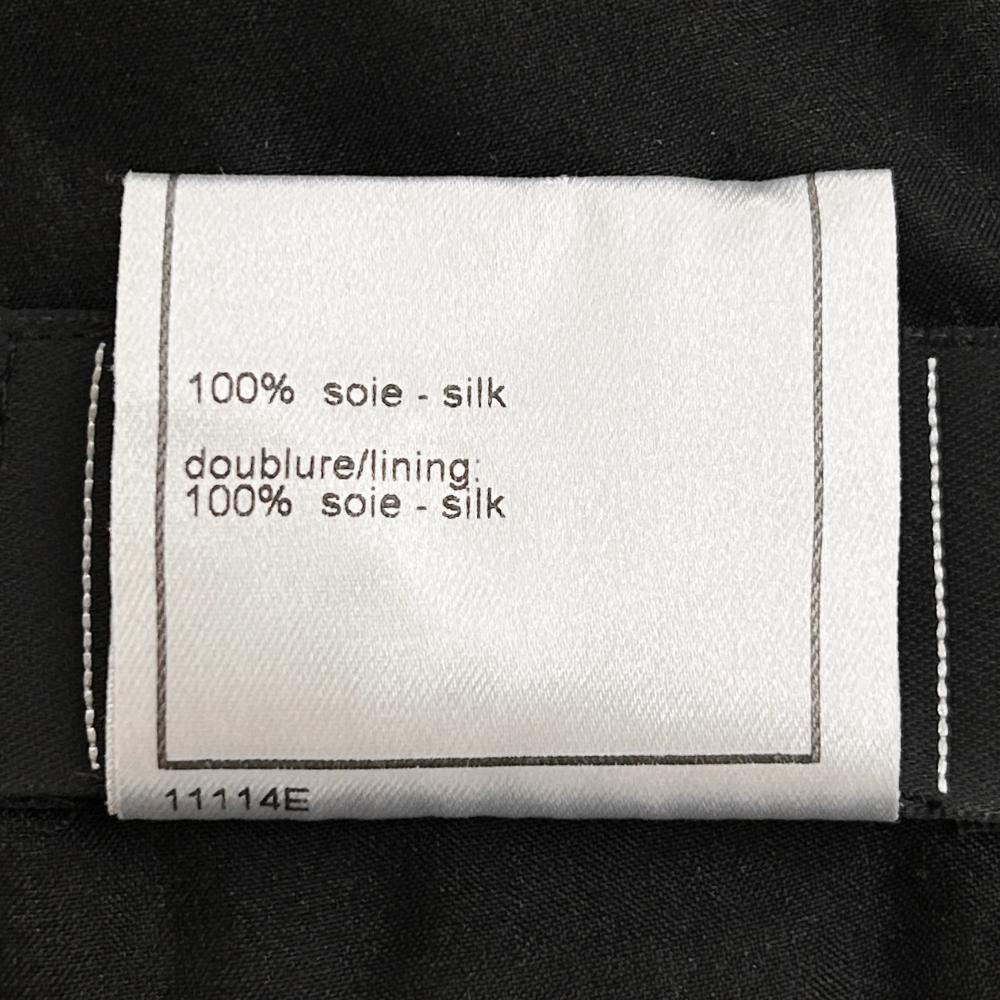 100% soie - silk
doublure/lining:
100% soie - silk
11114E